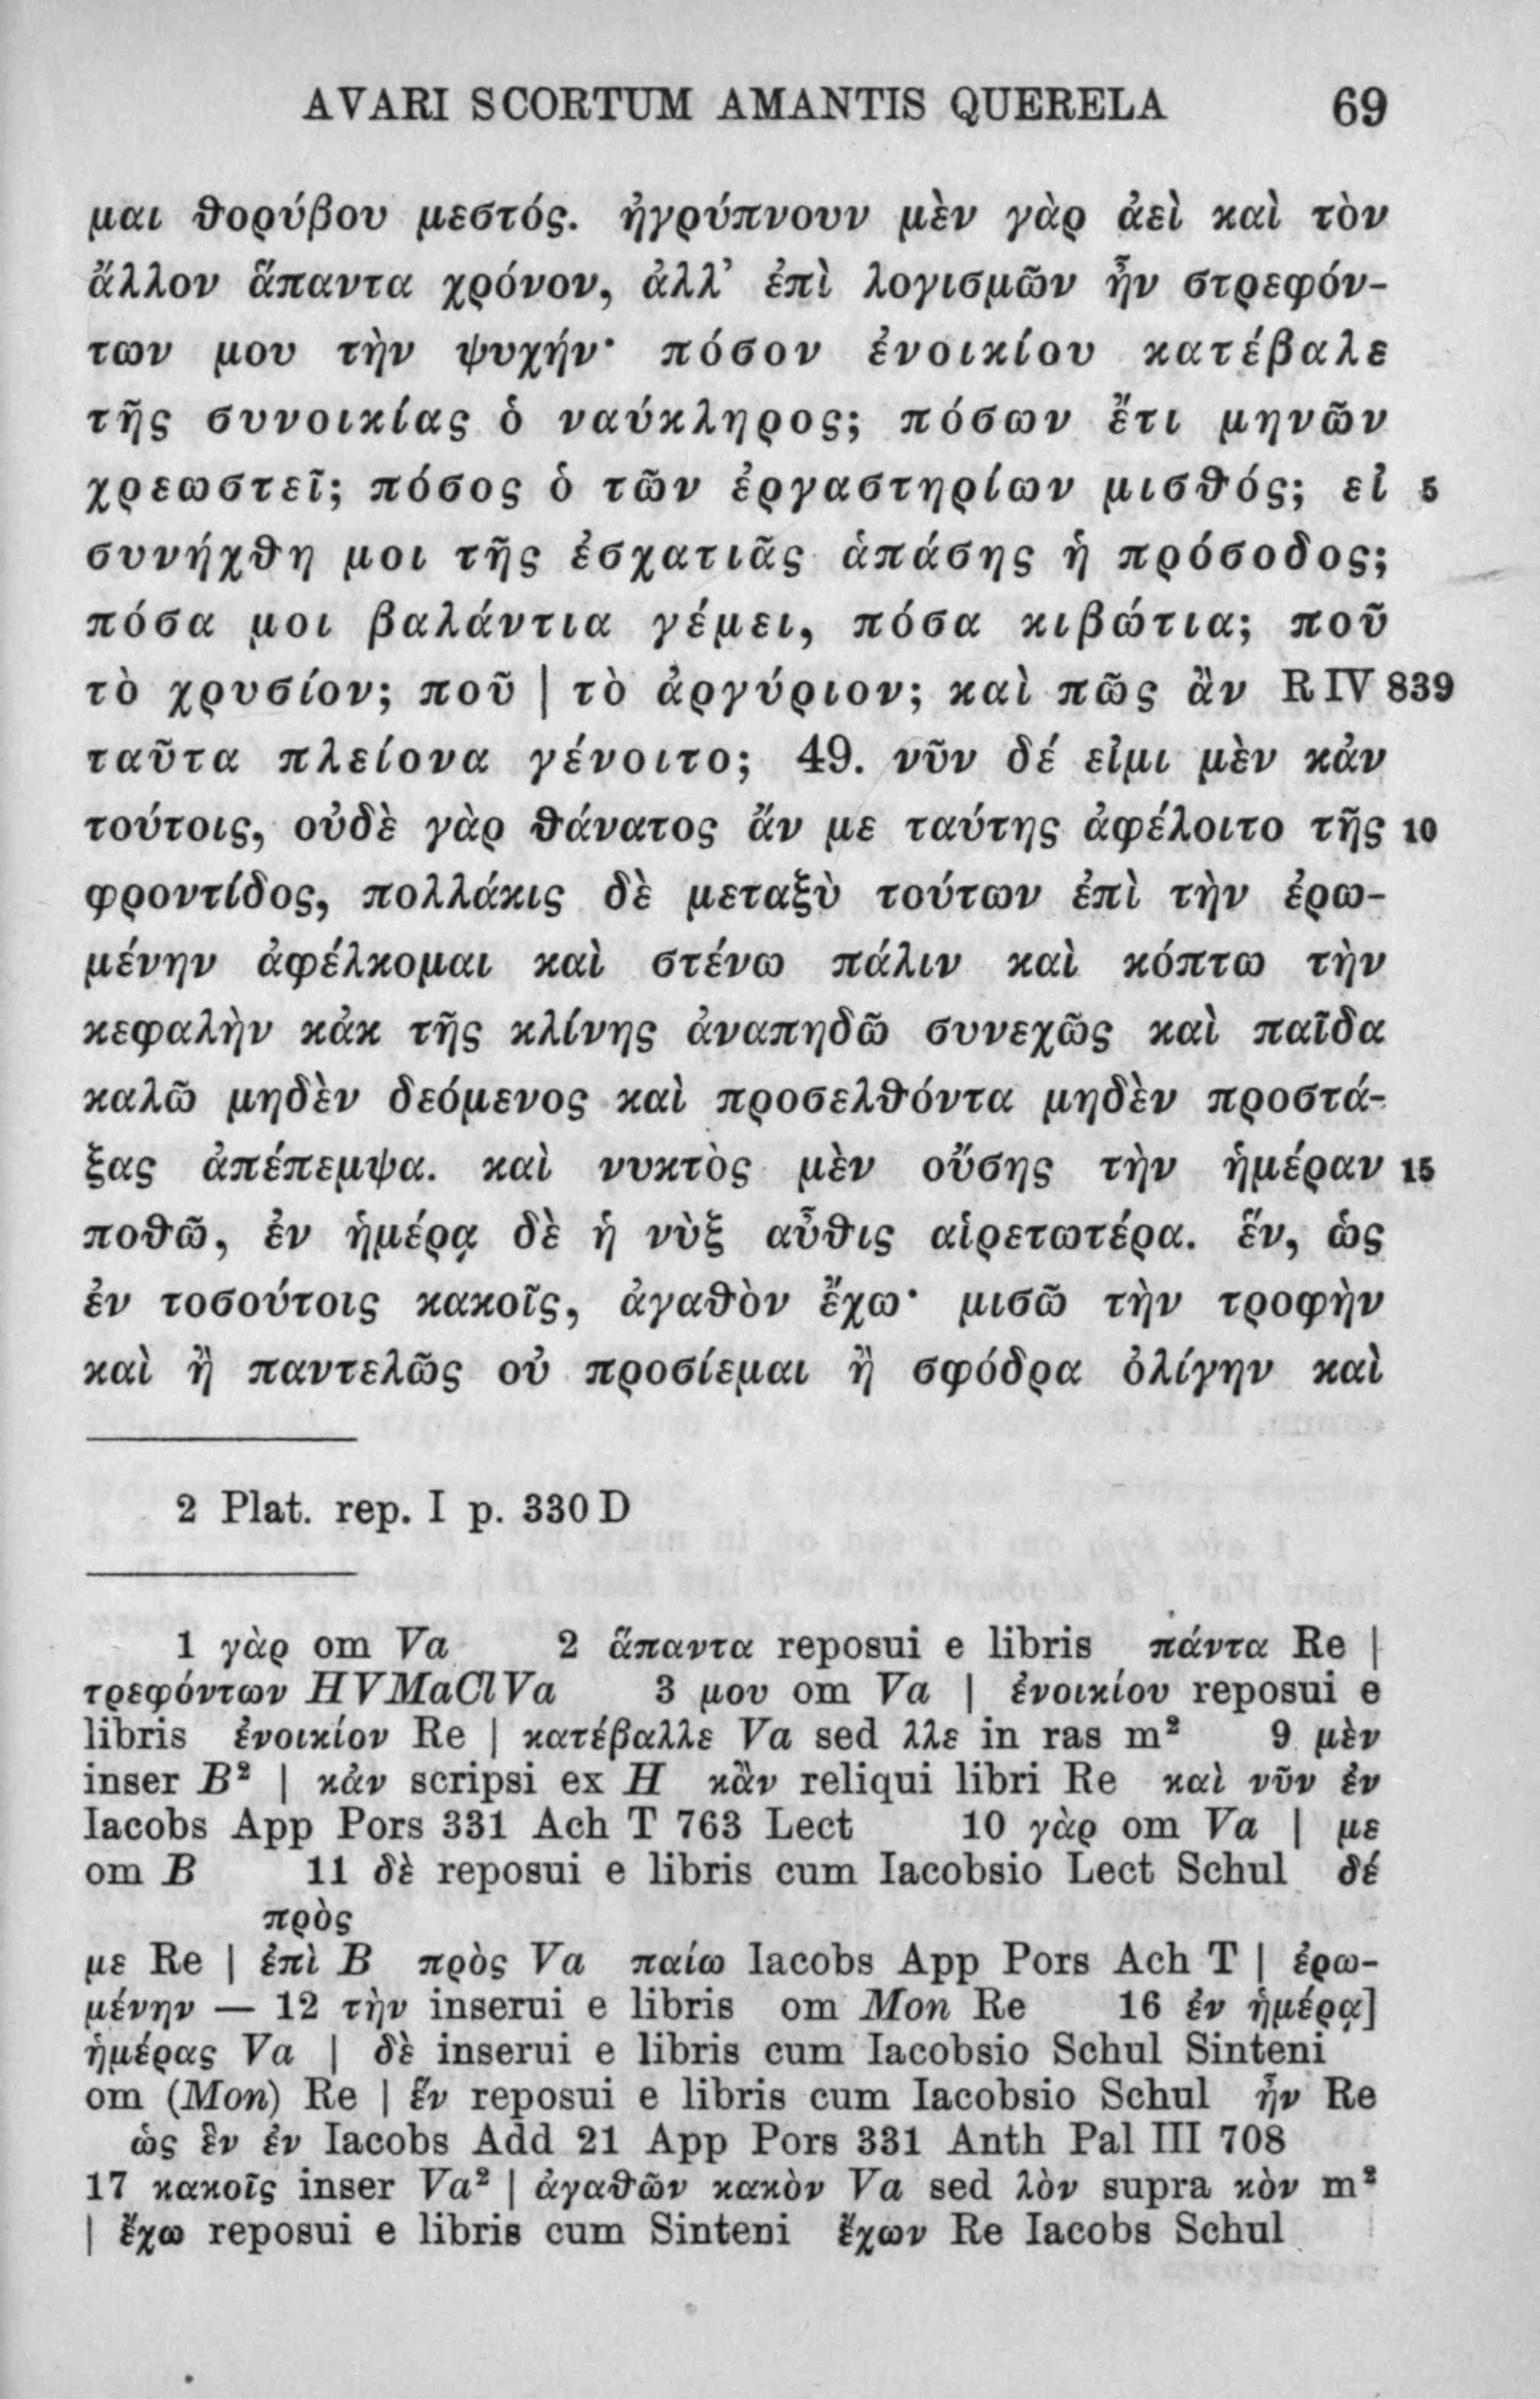 AVARI SCORTUM AMANTIS QUERELA 69
μαι θορύβου μεστός. ἠγρύπνουν μὲν γὰρ ἀεὶ καὶ τὸν
ἄλλον ἅπαντα χρόνον, ἀλλ’ ἐπὶ λογισμῶν ἦν στρεφόν-
των μου τὴν ψυχήν· πόσον ἐνοικίου κατέβαλε
τῆς συνοικίας ὁ ναύκληρος; πόσων ἔτι μηνῶν
χρεωστεῖ; πόσος ὁ τῶν ἐργαστηρίων μισθός; εἰ 5
συνήχθη μοι τῆς ἐσχατιᾶς ἁπάσης ἡ πρόσοδος;
πόσα μοι βαλάντια γέμει, πόσα κιβώτια; ποῦ
τὸ χρυσίον; ποῦ | τὸ ἀργύριον; καὶ πῶς ἂν R IV 839
ταῦτα πλείονα γένοιτο; 49. νῦν δέ εἰμι μὲν κἀν
τούτοις, οὐδὲ γὰρ θάνατος ἄν με ταύτης ἀφέλοιτο τῆς 10
φροντίδος, πολλάκις δὲ μεταξὺ τούτων ἐπὶ τὴν ἐρω-
μένην ἀφέλκομαι καὶ στένω πάλιν καὶ κόπτω τὴν
κεφαλὴν κἀκ τῆς κλίνης ἀναπηδῶ συνεχῶς καὶ παῖδα
καλῶ μηδὲν δεόμενος καὶ προσελθόντα μηδὲν προστά-
ξας ἀπέπεμψα. καὶ νυκτὸς μὲν οὔσης τὴν ἡμέραν 15
ποθῶ, ἐν ἡμέρᾳ δὲ ἡ νὺξ αὖθις αἱρετωτέρα. ἕν, ὡς
ἐν τοσούτοις κακοῖς, ἀγαθὸν ἔχω· μισῶ τὴν τροφὴν
καὶ ἢ παντελῶς οὐ προσίεμαι ἢ σφόδρα ὀλίγην καὶ
2 Plat. rep. I p. 330 D
1 γὰρ om Va 2 ἅπαντα reposui e libris πάντα Re |
τρεφόντων HVMaClVa 3 μου om Va | ἐνοικίου reposui e
libris ἐνοικίον Re | κατέβαλλε Va sed λλε in ras m² 9 μὲν
inser B² | κἀν scripsi ex H κἂν reliqui libri Re καὶ νῦν ἐν
Iacobs App Pors 331 Ach T 763 Lect 10 γὰρ om Va | με
om B 11 δὲ reposui e libris cum Iacobsio Lect Schul δέ
πρὸς
με Re | ἐπὶ B πρὸς Va παίω Iacobs App Pors Ach T | ἐρω-
μένην — 12 τὴν inserui e libris om Mon Re 16 ἐν ἡμέρᾳ]
ἡμέρας Va | δὲ inserui e libris cum Iacobsio Schul Sinteni
om (Mon) Re | ἕν reposui e libris cum Iacobsio Schul ἦν Re
ὡς ἓν ἐν Iacobs Add 21 App Pors 331 Anth Pal III 708
17 κακοῖς inser Va² | ἀγαθῶν κακὸν Va sed λὸν supra κὸν m²
| ἔχω reposui e libris cum Sinteni ἔχων Re Iacobs Schul